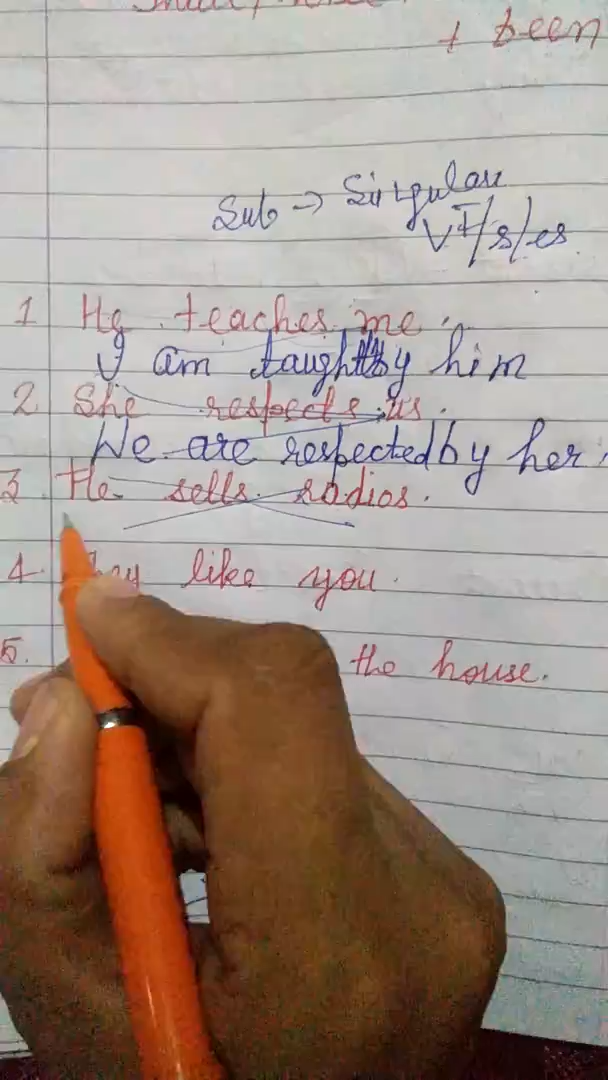 + been
Sub → Singular
V I/s/es
1 He teaches me.
I am taught by him
2 She respects us.
We are respected by her.
3. He sells radios.
4. They like you.
5. the house.